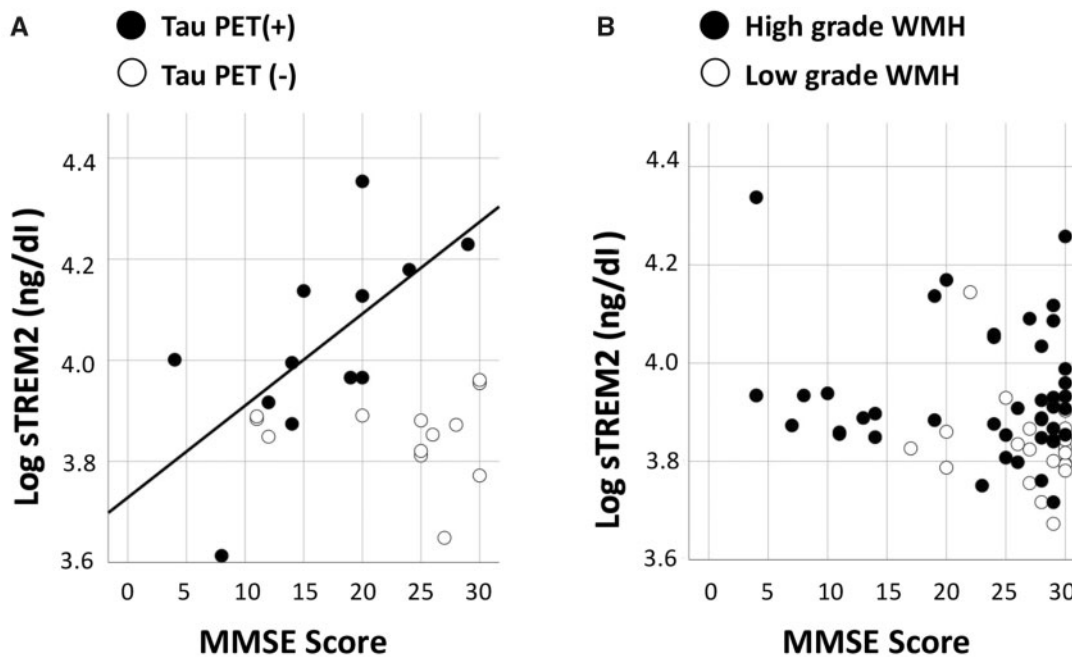 A
Tau PET(+)
Tau PET (-)
4.4
4.2
4.0
3.8
3.6
0 5 10 15 20 25 30
Log sTREM2 (ng/dl)
MMSE Score
B
High grade WMH
Low grade WMH
4.4
4.2
4.0
3.8
3.6
0 5 10 15 20 25 30
Log sTREM2 (ng/dl )
MMSE Score